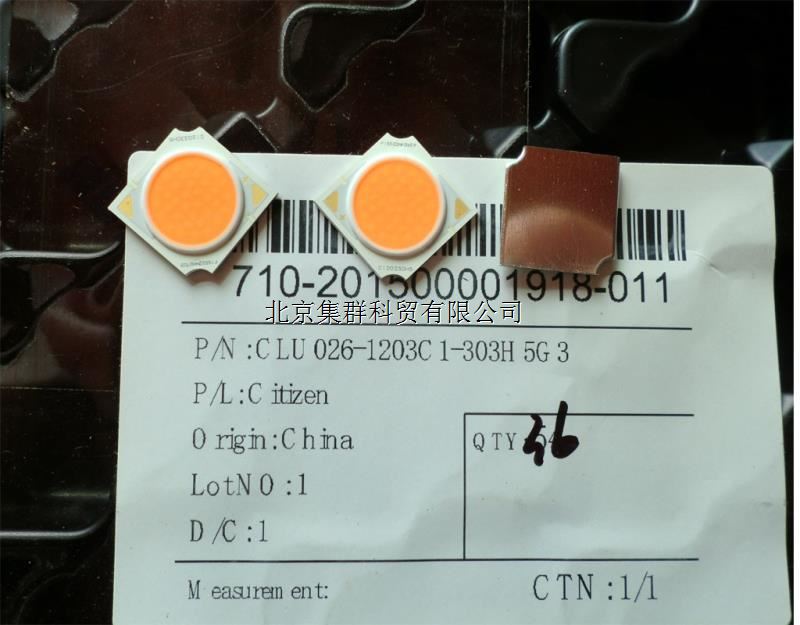 710-201500001918-011
北京集群科贸有限公司
P/N:CLU026-1203C1-303H5G3
P/L:Citizen
Origin:China
QTY 36
LotNO:1
D/C:1
Measurement:
CTN:1/1